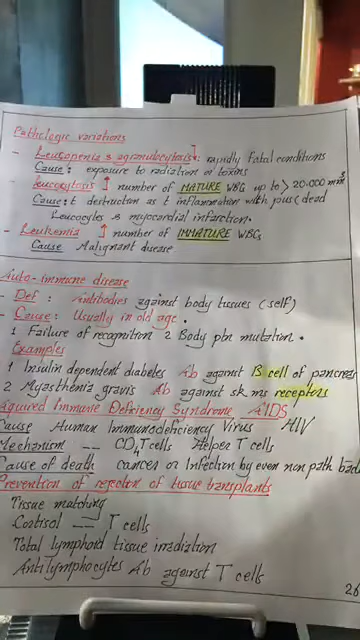 Pathologic variations
- Leucopenia & agranulocytosis] rapidly fatal conditions
Cause: exposure to radiation or toxins
- Leucocytosis ↑ number of MATURE WBC up to > 20.000 mm³
Cause: t destruction as t inflammation with pus (dead
Leucocytes & myocardial infarction.
- Leukemia ↑ number of IMMATURE WBCs
Cause Malignant disease
Auto-immune disease
- Def: Antibodies against body tissues (self)
- Cause: Usually in old age.
1 Failure of recognition 2 Body ptn mutation.
Examples
1 Insulin dependent diabetes Ab against B cell of pancreas
2 Myasthenia gravis Ab against sk ms receptors
Aquired Immune Deficiency Syndrome AIDS
Cause Human Immunodeficiency Virus HIV
Mechanism — CD4 T cells Helper T cells
Cause of death cancer or Infection by even non path bac
Prevention of rejection of tissue transplants
Tissue matching
Cortisol — T cells
Total lymphoid tissue irradiation
Anti lymphocytes Ab against T cells
26